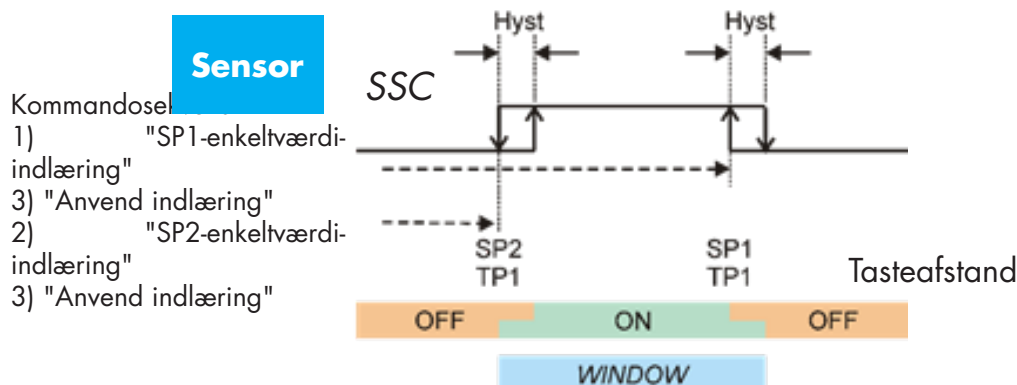 Hyst
Hyst
Sensor
SSC
1) "SP1-enkeltværdi-
indlæring"
3) "Anvend indlæring"
2) "SP2-enkeltværdi-
indlæring"
3) "Anvend indlæring"
SP2
TP1
SP1
TP1
Tasteafstand
OFF
ON
OFF
WINDOW